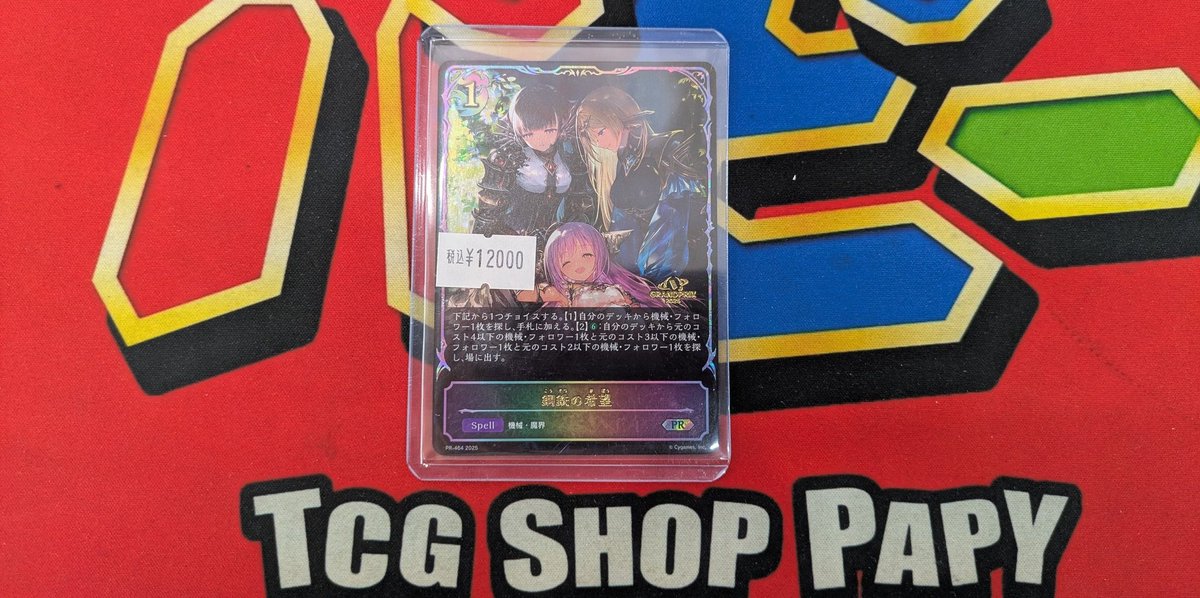 1
税込¥12000
GRANDPRIX
下記から1つチョイスする。【1】自分のデッキから機械・フォロ
ワー1枚を探し、手札に加える。【2】6:自分のデッキから元のコ
スト4以下の機械・フォロワー1枚と元のコスト3以下の機械・
フォロワー1枚と元のコスト2以下の機械・フォロワー1枚を探
し、場に出す。
鋼鉄の希望
Spell 機械・魔界 PR
PR-464 2025 © Cygames, Inc.
TCG SHOP PAPY